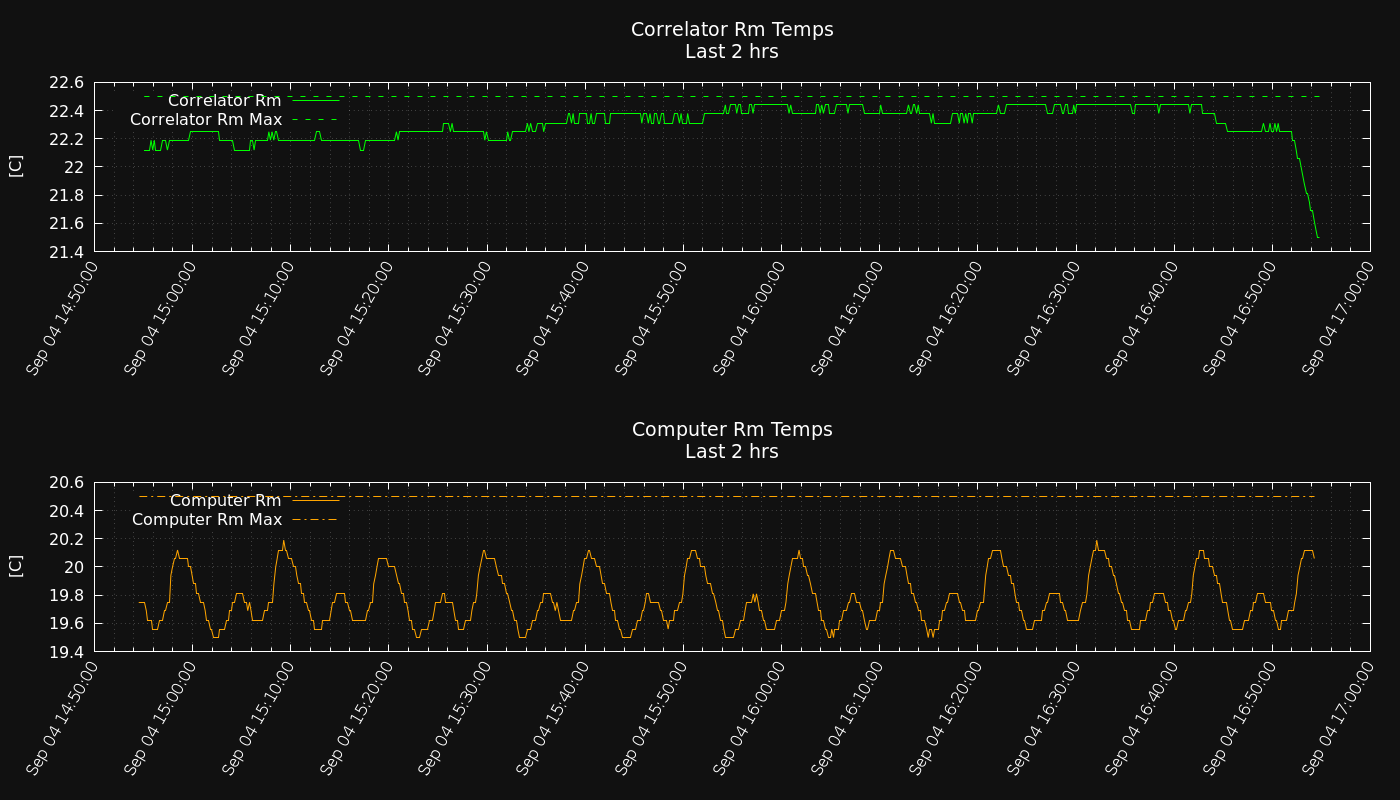 Correlator Rm Temps
Last 2 hrs
[C]
22.6
22.4
22.2
22
21.8
21.6
21.4
Correlator Rm
Correlator Rm Max
Sep 04 14:50:00
Sep 04 15:00:00
Sep 04 15:10:00
Sep 04 15:20:00
Sep 04 15:30:00
Sep 04 15:40:00
Sep 04 15:50:00
Sep 04 16:00:00
Sep 04 16:10:00
Sep 04 16:20:00
Sep 04 16:30:00
Sep 04 16:40:00
Sep 04 16:50:00
Sep 04 17:00:00
Computer Rm Temps
Last 2 hrs
[C]
20.6
20.4
20.2
20
19.8
19.6
19.4
Computer Rm
Computer Rm Max
Sep 04 14:50:00
Sep 04 15:00:00
Sep 04 15:10:00
Sep 04 15:20:00
Sep 04 15:30:00
Sep 04 15:40:00
Sep 04 15:50:00
Sep 04 16:00:00
Sep 04 16:10:00
Sep 04 16:20:00
Sep 04 16:30:00
Sep 04 16:40:00
Sep 04 16:50:00
Sep 04 17:00:00